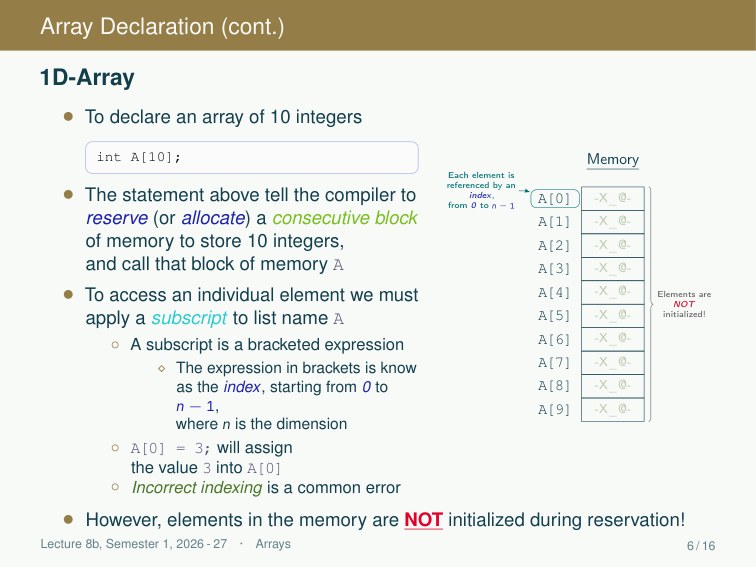 Array Declaration (cont.)
1D-Array
To declare an array of 10 integers
int A[10];
The statement above tell the compiler to
reserve (or allocate) a consecutive block
of memory to store 10 integers,
and call that block of memory A
To access an individual element we must
apply a subscript to list name A
A subscript is a bracketed expression
The expression in brackets is know
as the index, starting from 0 to
n − 1,
where n is the dimension
A[0] = 3; will assign
the value 3 into A[0]
Incorrect indexing is a common error
However, elements in the memory are NOT initialized during reservation!
Memory
Each element is
referenced by an
index,
from 0 to n − 1
A[0] -X_@-
A[1] -X_@-
A[2] -X_@-
A[3] -X_@-
A[4] -X_@-
A[5] -X_@-
A[6] -X_@-
A[7] -X_@-
A[8] -X_@-
A[9] -X_@-
Elements are
NOT
initialized!
Lecture 8b, Semester 1, 2026 - 27 · Arrays
6 / 16